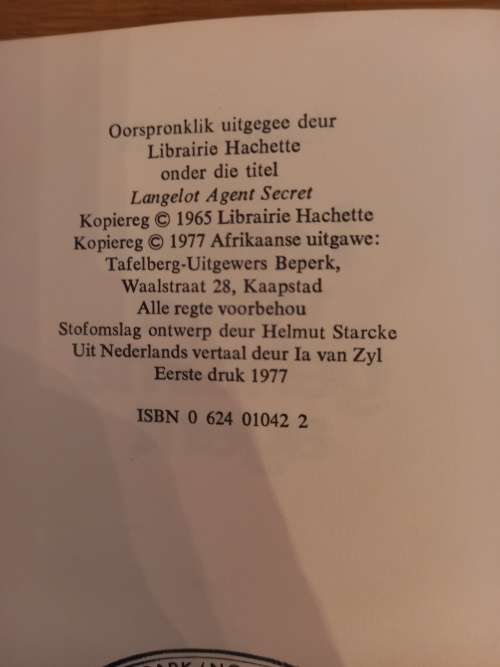 Oorspronklik uitgegee deur
Librairie Hachette
onder die titel
Langelot Agent Secret
Kopiereg © 1965 Librairie Hachette
Kopiereg © 1977 Afrikaanse uitgawe:
Tafelberg-Uitgewers Beperk,
Waalstraat 28, Kaapstad
Alle regte voorbehou
Stofomslag ontwerp deur Helmut Starcke
Uit Nederlands vertaal deur Ia van Zyl
Eerste druk 1977
ISBN 0 624 01042 2